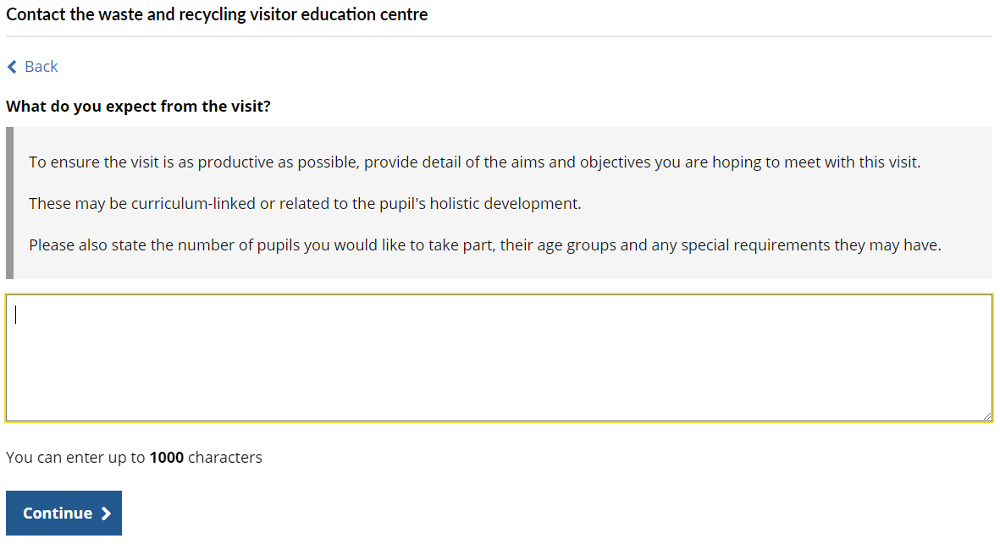 Contact the waste and recycling visitor education centre
Back
What do you expect from the visit?
To ensure the visit is as productive as possible, provide detail of the aims and objectives you are hoping to meet with this visit.
These may be curriculum-linked or related to the pupil's holistic development.
Please also state the number of pupils you would like to take part, their age groups and any special requirements they may have.
You can enter up to 1000 characters
Continue